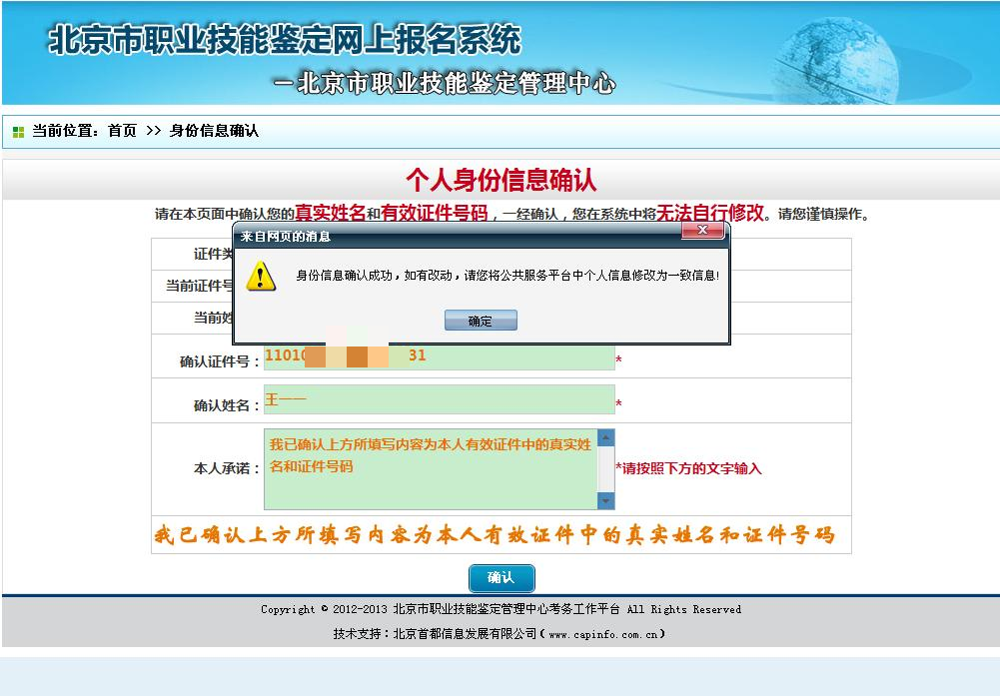 北京市职业技能鉴定网上报名系统
—北京市职业技能鉴定管理中心
当前位置：首页 >> 身份信息确认
个人身份信息确认
请在本页面中确认您的真实姓名和有效证件号码，一经确认，您在系统中将无法自行修改。请您谨慎操作。
来自网页的消息
证件类
身份信息确认成功，如有改动，请您将公共服务平台中个人信息修改为一致信息!
当前证件号
当前姓
确定
确认证件号： 11010 31 *
确认姓名： 王一一 *
本人承诺： 我已确认上方所填写内容为本人有效证件中的真实姓
名和证件号码 *请按照下方的文字输入
我已确认上方所填写内容为本人有效证件中的真实姓名和证件号码
确认
Copyright © 2012-2013 北京市职业技能鉴定管理中心考务工作平台 All Rights Reserved
技术支持：北京首都信息发展有限公司(www.capinfo.com.cn)